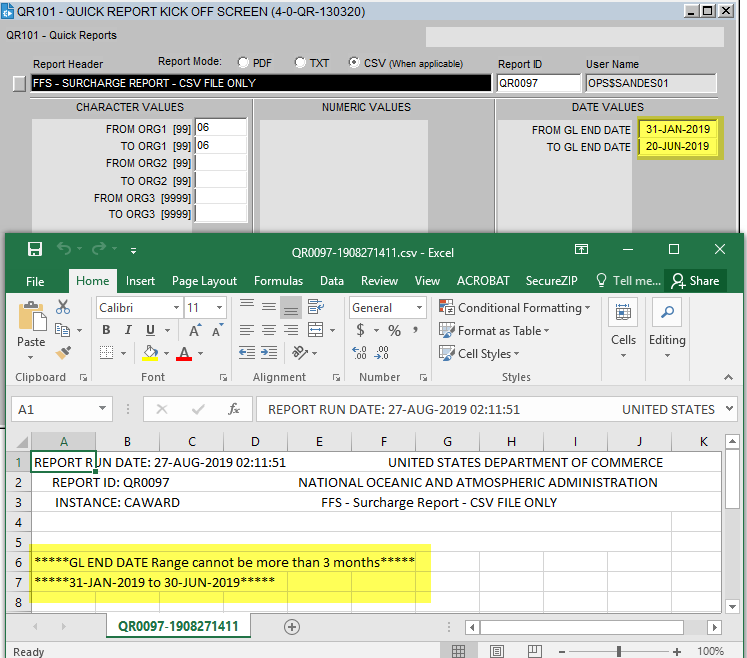 QR101 - QUICK REPORT KICK OFF SCREEN (4-0-QR-130320)
QR101 - Quick Reports
Report Header Report Mode: PDF TXT CSV (When applicable) Report ID User Name
FFS - SURCHARGE REPORT - CSV FILE ONLY QR0097 OPS$SANDES01
CHARACTER VALUES NUMERIC VALUES DATE VALUES
FROM ORG1 [99] 06 FROM GL END DATE 31-JAN-2019
TO ORG1 [99] 06 TO GL END DATE 20-JUN-2019
FROM ORG2 [99]
TO ORG2 [99]
FROM ORG3 [9999]
TO ORG3 [9999]
QR0097-1908271411.csv - Excel
File Home Insert Page Layout Formulas Data Review View ACROBAT SecureZIP Tell me... Share
Paste Calibri 11 General Conditional Formatting
B I U A A $ % , Format as Table Cells Editing
A .00 .00 Cell Styles
Clipboard Font Alignment Number Styles
A1 fx REPORT RUN DATE: 27-AUG-2019 02:11:51 UNITED STATES
A B C D E F G H I J K
1 REPORT RUN DATE: 27-AUG-2019 02:11:51 UNITED STATES DEPARTMENT OF COMMERCE
2 REPORT ID: QR0097 NATIONAL OCEANIC AND ATMOSPHERIC ADMINISTRATION
3 INSTANCE: CAWARD FFS - Surcharge Report - CSV FILE ONLY
4
5
6 *****GL END DATE Range cannot be more than 3 months*****
7 *****31-JAN-2019 to 30-JUN-2019*****
8
QR0097-1908271411
Ready 100%